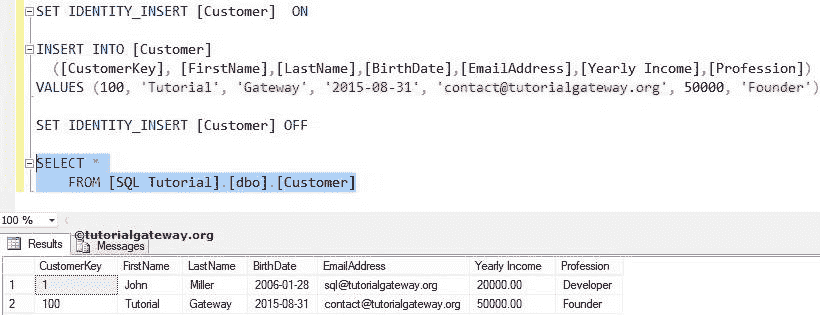 SET IDENTITY_INSERT [Customer]  ON
INSERT INTO [Customer]
([CustomerKey], [FirstName],[LastName],[BirthDate],[EmailAddress],[Yearly Income],[Profession])
VALUES (100, 'Tutorial', 'Gateway', '2015-08-31', 'contact@tutorialgateway.org', 50000, 'Founder')
SET IDENTITY_INSERT [Customer] OFF
SELECT *
FROM [SQL Tutorial].[dbo].[Customer]
100 %
©tutorialgateway.org
Results Messages
CustomerKey FirstName LastName BirthDate EmailAddress Yearly Income Profession
1 1 John Miller 2006-01-28 sql@tutorialgateway.org 20000.00 Developer
2 100 Tutorial Gateway 2015-08-31 contact@tutorialgateway.org 50000.00 Founder